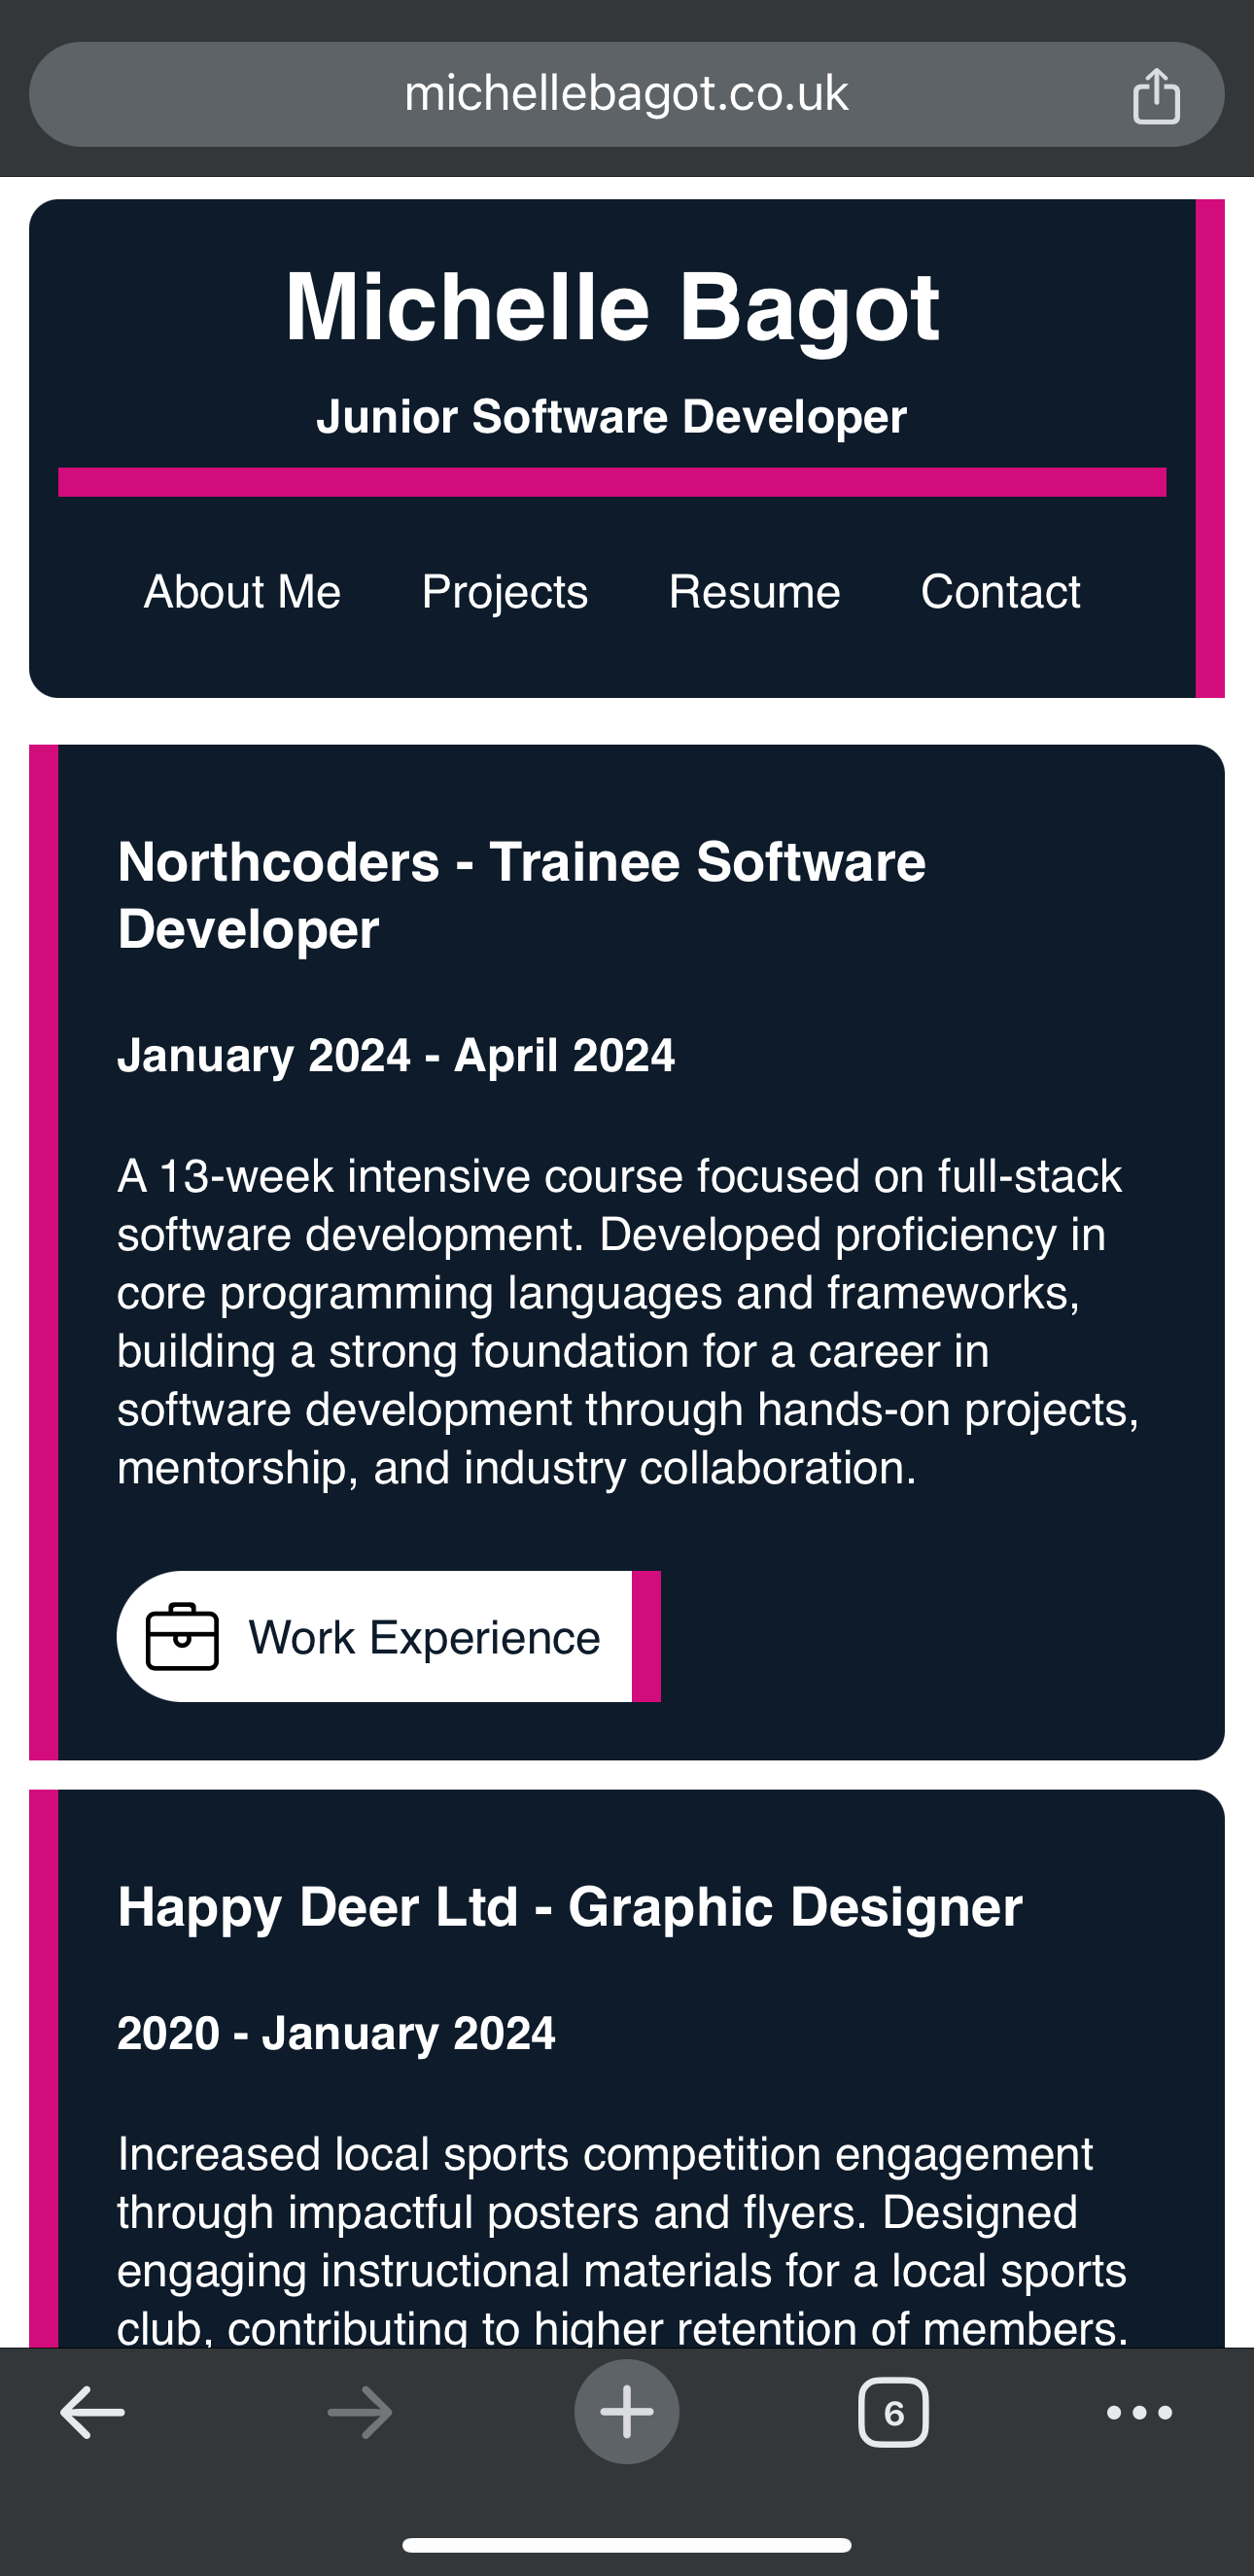 michellebagot.co.uk
Michelle Bagot
Junior Software Developer
About Me Projects Resume Contact
Northcoders - Trainee Software
Developer
January 2024 - April 2024
A 13-week intensive course focused on full-stack
software development. Developed proficiency in
core programming languages and frameworks,
building a strong foundation for a career in
software development through hands-on projects,
mentorship, and industry collaboration.
Work Experience
Happy Deer Ltd - Graphic Designer
2020 - January 2024
Increased local sports competition engagement
through impactful posters and flyers. Designed
engaging instructional materials for a local sports
club, contributing to higher retention of members.
6